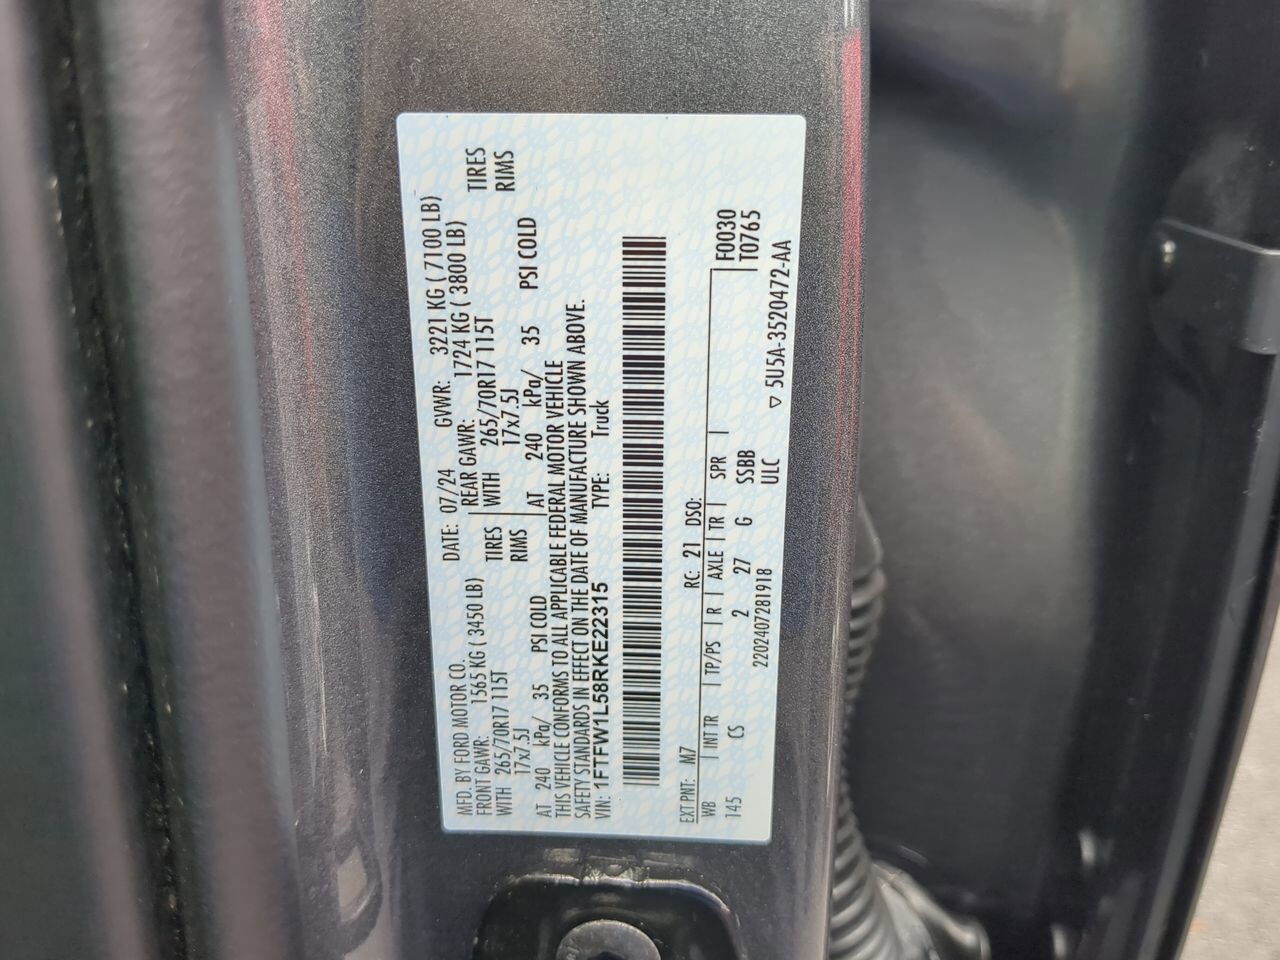 MFD. BY FORD MOTOR CO. DATE: 07/24 GVWR: 3221 KG ( 7100 LB)
FRONT GAWR: 1565 KG ( 3450 LB) REAR GAWR: 1724 KG ( 3800 LB)
WITH 265/70R17 115T TIRES WITH 265/70R17 115T TIRES
17x7.5J RIMS 17x7.5J RIMS
AT 240 kPa/ 35 PSI COLD AT 240 kPa/ 35 PSI COLD
THIS VEHICLE CONFORMS TO ALL APPLICABLE FEDERAL MOTOR VEHICLE
SAFETY STANDARDS IN EFFECT ON THE DATE OF MANUFACTURE SHOWN ABOVE.
VIN: 1FTFW1L58RKE22315 TYPE: Truck
EXT PNT: M7 RC: 21 DSO:
WB INT TR TP/PS R AXLE TR SPR F0030
145 CS 2 27 G SSBB T0765
220240728​1918 ULC ▽ 5U5A-3520472-AA